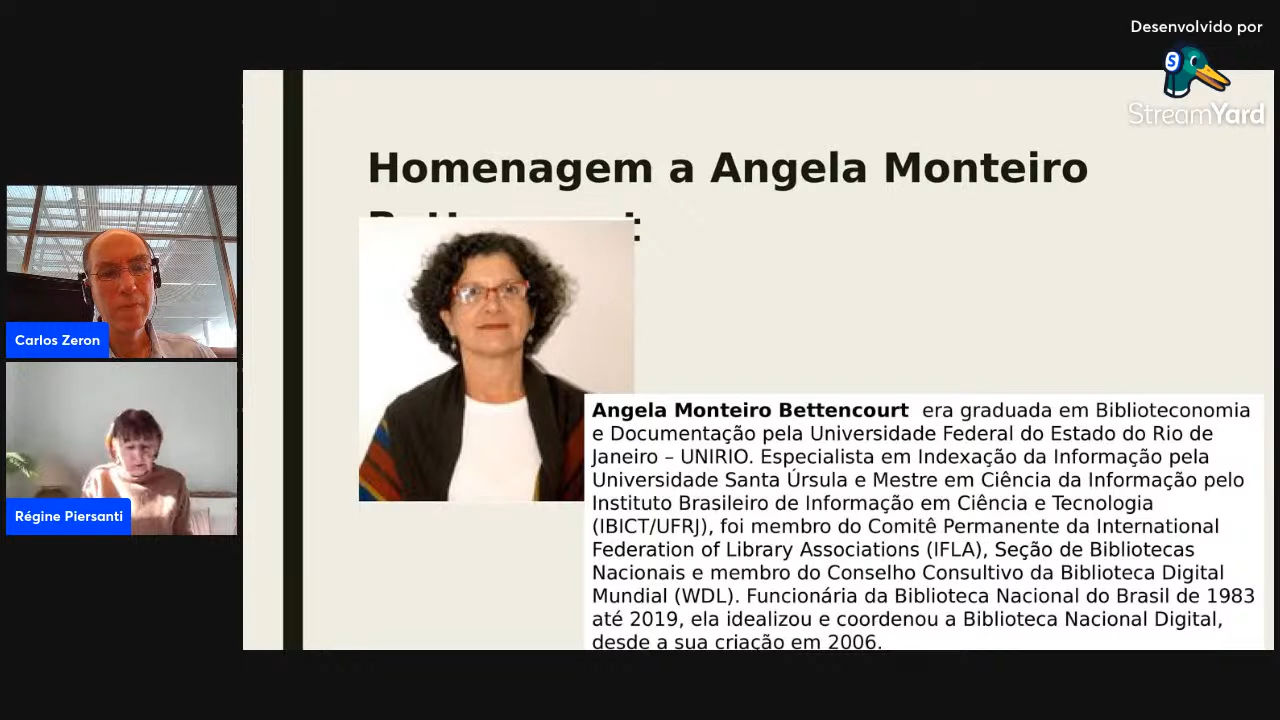 Desenvolvido por
StreamYard
Homenagem a Angela Monteiro
Carlos Zeron
Régine Piersanti
Angela Monteiro Bettencourt era graduada em Biblioteconomia
e Documentação pela Universidade Federal do Estado do Rio de
Janeiro – UNIRIO. Especialista em Indexação da Informação pela
Universidade Santa Úrsula e Mestre em Ciência da Informação pelo
Instituto Brasileiro de Informação em Ciência e Tecnologia
(IBICT/UFRJ), foi membro do Comitê Permanente da International
Federation of Library Associations (IFLA), Seção de Bibliotecas
Nacionais e membro do Conselho Consultivo da Biblioteca Digital
Mundial (WDL). Funcionária da Biblioteca Nacional do Brasil de 1983
até 2019, ela idealizou e coordenou a Biblioteca Nacional Digital,
desde a sua criação em 2006.